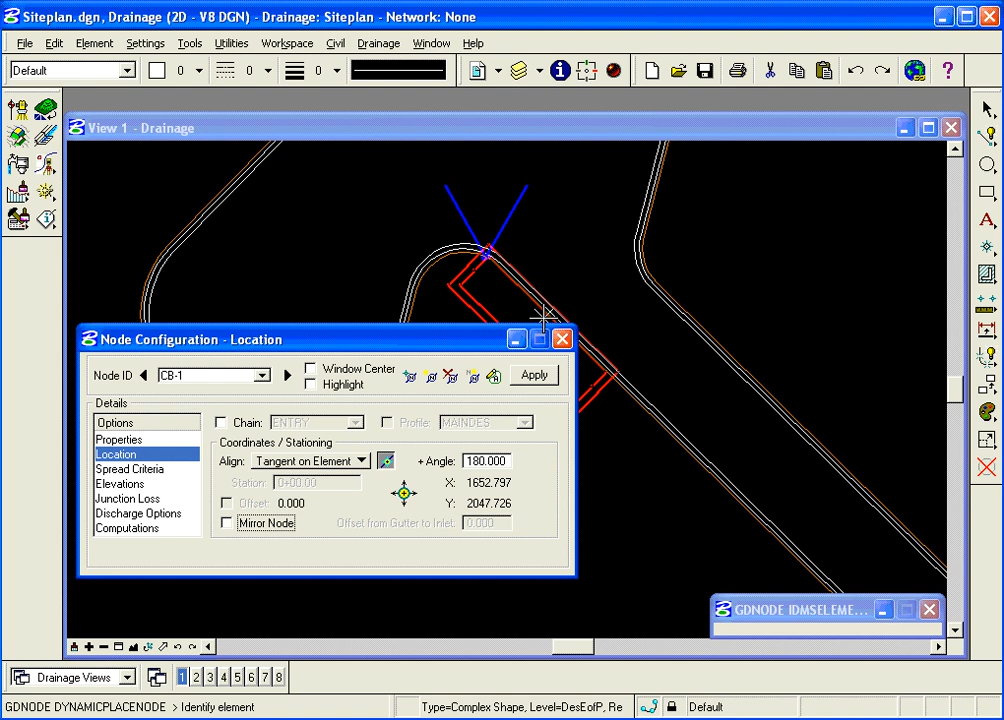 Siteplan.dgn, Drainage (2D - V8 DGN) - Drainage: Siteplan - Network: None
File Edit Element Settings Tools Utilities Workspace Civil Drainage Window Help
Default 0 0 0
View 1 - Drainage
Node Configuration - Location
Node ID CB-1 Window Center Highlight Apply
Details
Options
Properties
Location
Spread Criteria
Elevations
Junction Loss
Discharge Options
Computations
Chain: ENTRY Profile: MAINDES
Coordinates / Stationing
Align: Tangent on Element + Angle: 180.000
Station: 0+00.00 X: 1652.797
Offset: 0.000 Y: 2047.726
Mirror Node Offset from Gutter to Inlet: 0.000
GDNODE IDMSELEME...
Drainage Views 1 2 3 4 5 6 7 8
GDNODE DYNAMICPLACENODE > Identify element Type=Complex Shape, Level=DesEofP, Re Default